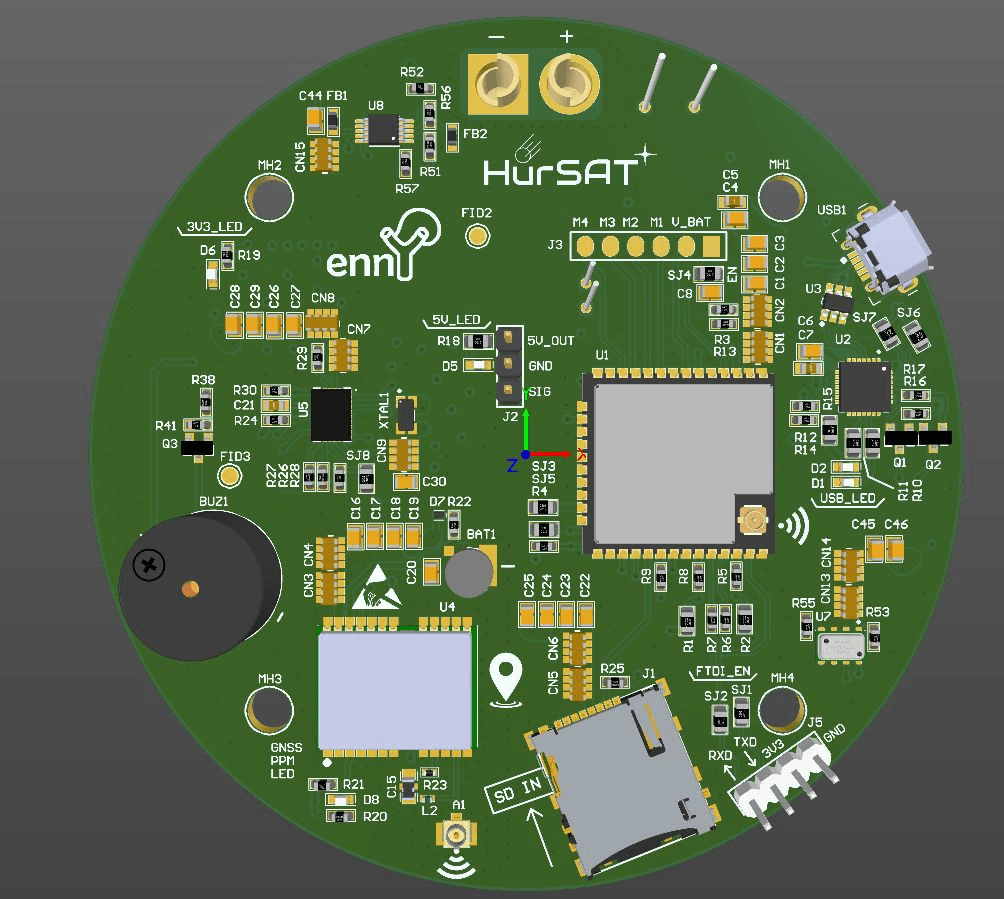 − +
R52
C44 FB1
U8
R56
FB2
CN15
R51
R57
HürSAT
MH2
MH1
C5
C4
USB1
3V3_LED
FID2
M4 M3 M2 M1 V_BAT
J3
D6
R19
ennY
SJ4
EN
C3
C2
C1
C8
U3
SJ7
SJ6
C28
C29
C26
C27
CN8
CN7
5V_LED
R18
5V_OUT
D5
GND
SIG
J2
R3
R13
CN2
CN1
C6
C7
U2
R29
U1
R17
R16
R38
R30
C21
R24
U5
XTAL1
R15
R12
R14
R41
Q3
FID3
CN9
SJ8
C30
Z
X
Y
SJ3
SJ5
R4
Q1
Q2
D2
D1
USB_LED
R11
R10
R27
R26
R28
BUZ1
C16
C17
C18
C19
D7 R22
BAT1
−
C45 C46
CN4
CN3
C20
CN14
CN13
U4
C25
C24
C23
C22
R9
R8
R5
R55
U7
R53
R1
R7
R6
R2
CN6
CN5
R25
J1
FTDI_EN
SJ2
SJ1
MH3
MH4
J5
GNSS
PPM
LED
RXD
TXD
3V3
GND
R21
D8
R20
C15
R23
L2
A1
SD IN